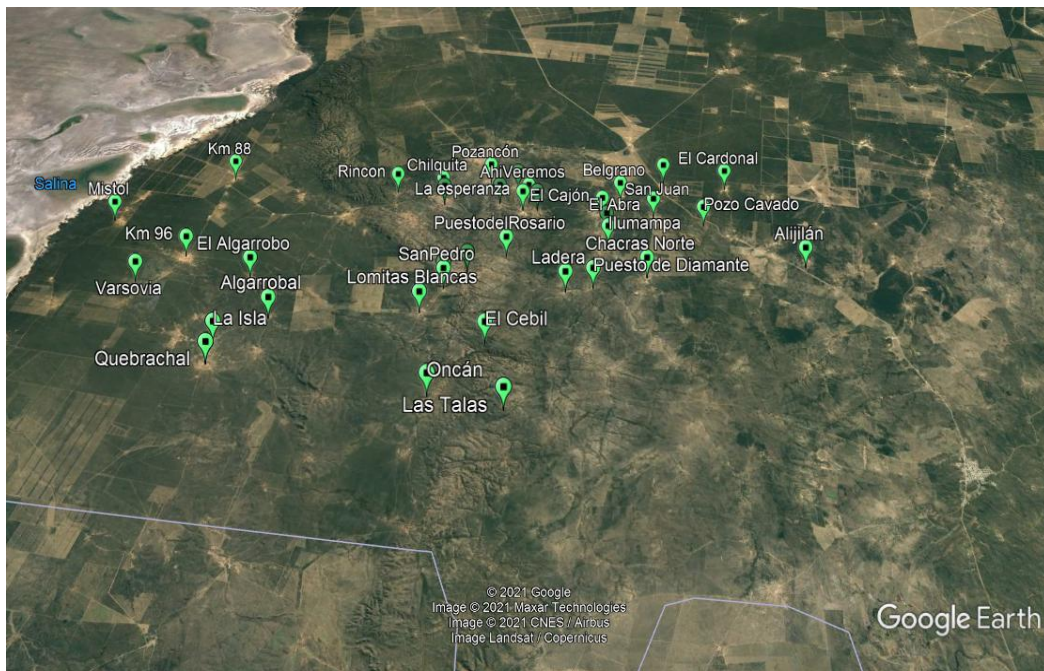 Km 88
Pozancón
Rincon
Chilquita
AniVeremos
Belgrano
El Cardonal
Salina
Mistol
La esperanza
El Cajón
San Juan
El Abra
Pozo Cavado
Km 96
El Algarrobo
PuestodelRosario
Ilumampa
Chacras Norte
Alijilán
Varsovia
SanPedro
Ladera
Puesto de Diamante
Algarrobal
Lomitas Blancas
La Isla
El Cebil
Quebrachal
Oncán
Las Talas
© 2021 Google
Image © 2021 Maxar Technologies
Image © 2021 CNES / Airbus
Image Landsat / Copernicus
Google Earth